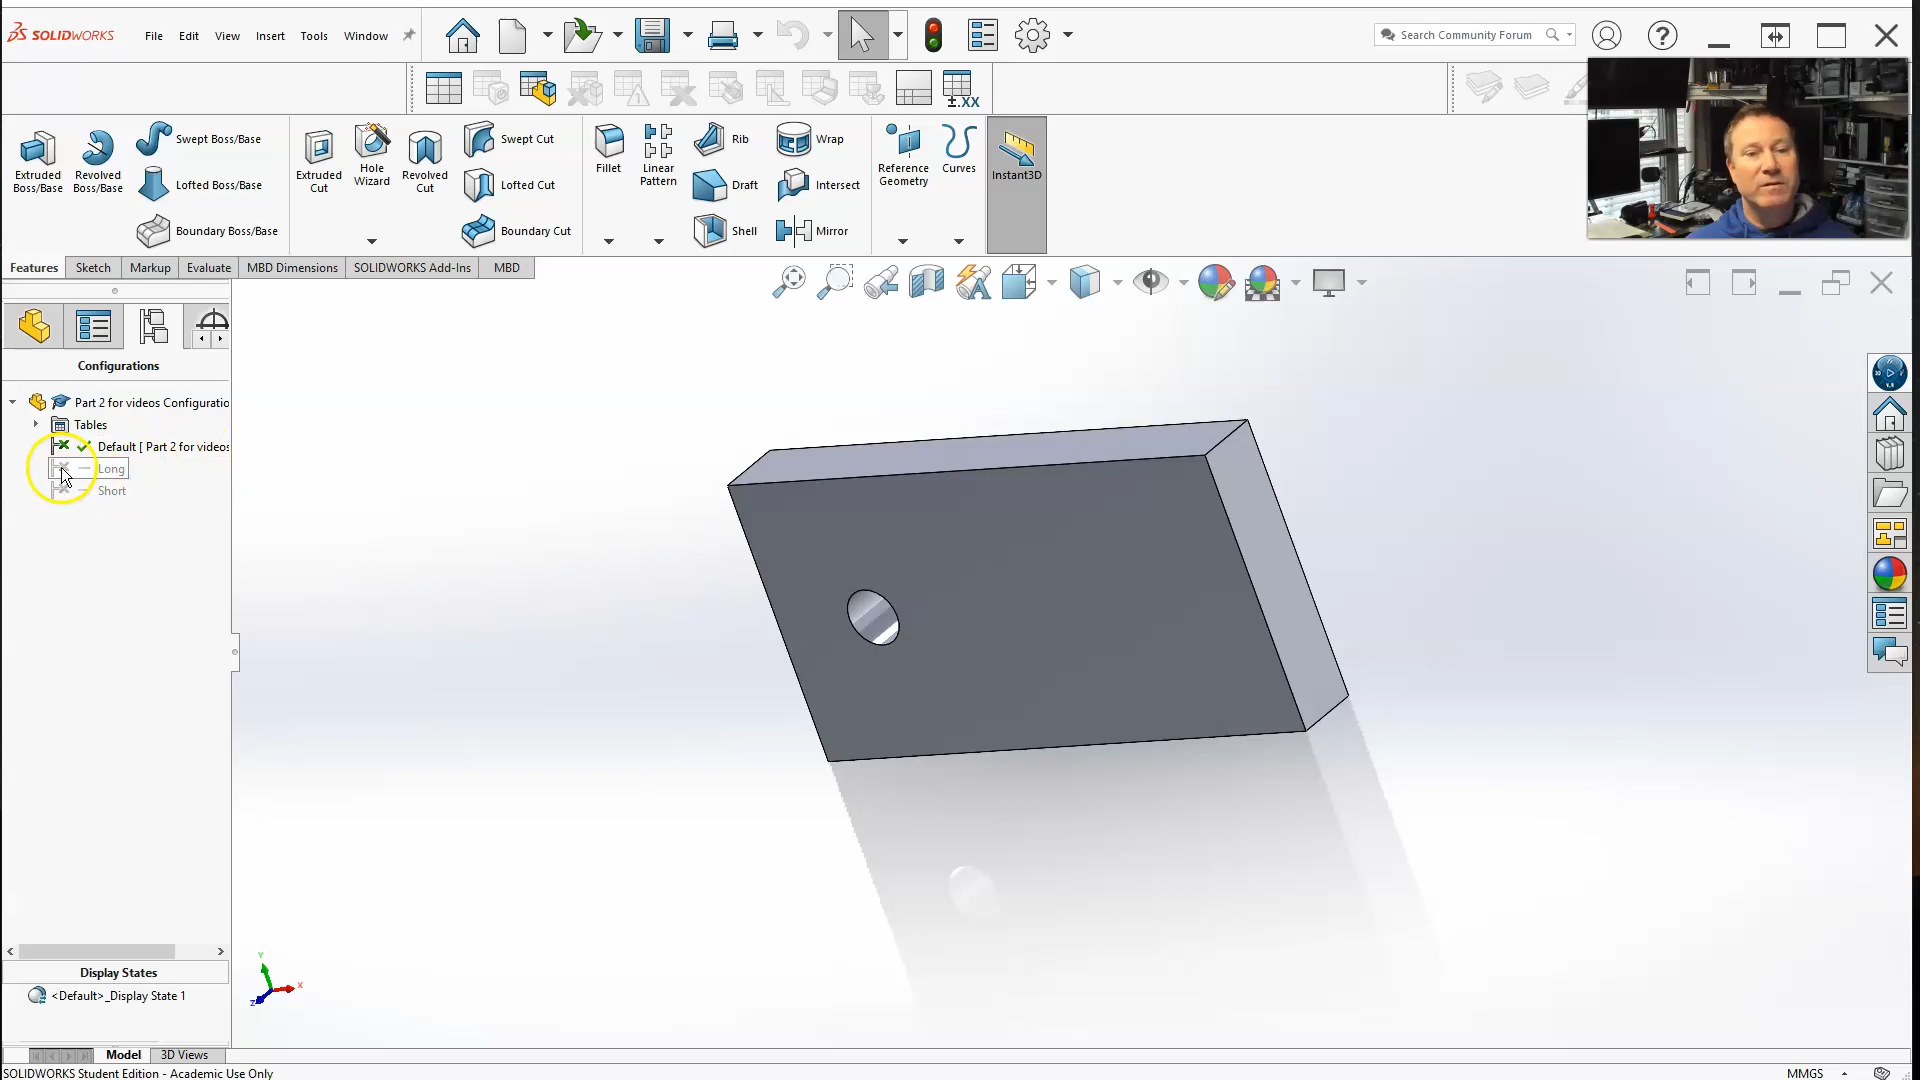 SOLIDWORKS File Edit View Insert Tools Window Search Community Forum
±.XX
Extruded Boss/Base
Revolved Boss/Base
Swept Boss/Base
Lofted Boss/Base
Boundary Boss/Base
Extruded Cut
Hole Wizard
Revolved Cut
Swept Cut
Lofted Cut
Boundary Cut
Fillet
Linear Pattern
Rib
Draft
Shell
Wrap
Intersect
Mirror
Reference Geometry
Curves
Instant3D
Features Sketch Markup Evaluate MBD Dimensions SOLIDWORKS Add-Ins MBD
Configurations
Part 2 for videos Configuratio
Tables
Default [ Part 2 for videos
Long
Short
Display States
<Default>_Display State 1
Y
X
Z
Model 3D Views
SOLIDWORKS Student Edition - Academic Use Only MMGS